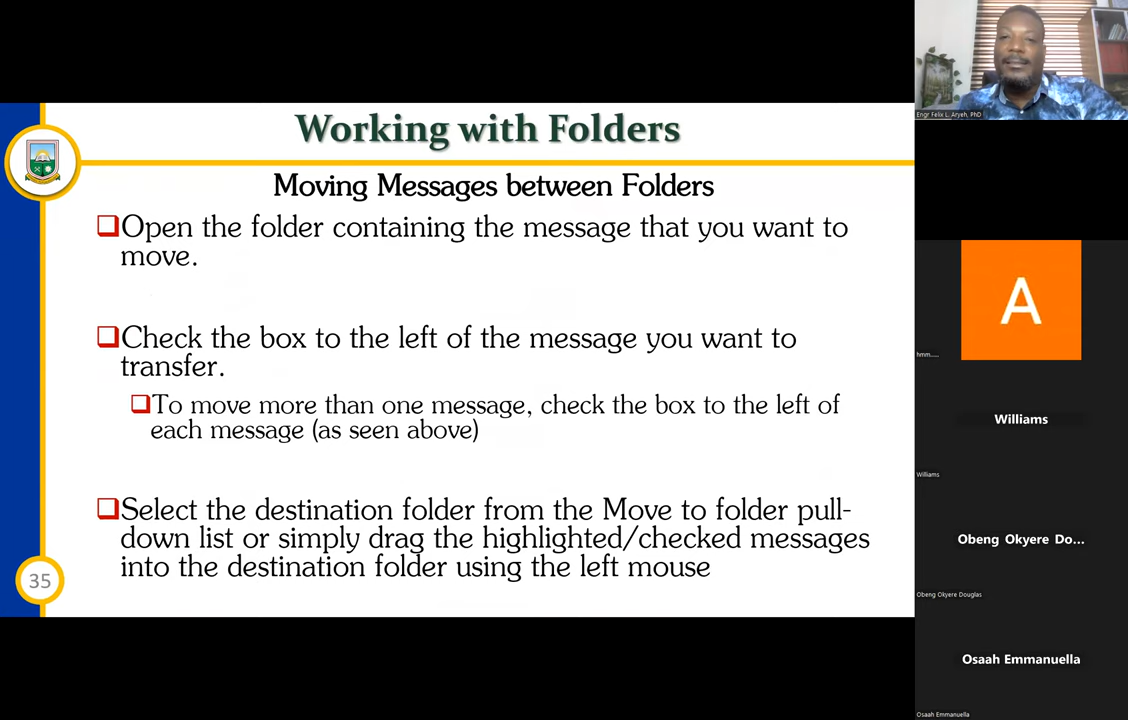 Working with Folders
Moving Messages between Folders
Open the folder containing the message that you want to
move.
Check the box to the left of the message you want to
transfer.
To move more than one message, check the box to the left of
each message (as seen above)
Select the destination folder from the Move to folder pull-
down list or simply drag the highlighted/checked messages
into the destination folder using the left mouse
35
Engr Felix L. Aryeh, PhD
A
hmm.....
Williams
Williams
Obeng Okyere Do...
Obeng Okyere Douglas
Osaah Emmanuella
Osaah Emmanuella